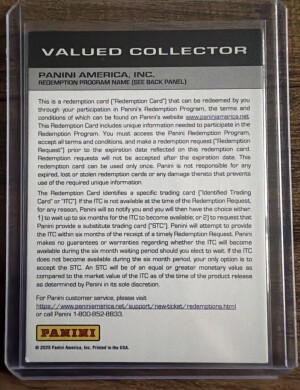 VALUED COLLECTOR
PANINI AMERICA, INC.
REDEMPTION PROGRAM NAME (SEE BACK PANEL)
This is a redemption card ("Redemption Card") that can be redeemed by you
through your participation in Panini's Redemption Program, the terms and
conditions of which can be found on Panini's website www.paniniamerica.net.
This Redemption Card includes unique information needed to participate in the
Redemption Program. You must access the Panini Redemption Program,
accept all terms and conditions, and make a redemption request ("Redemption
Request") prior to the expiration date reflected on this redemption card.
Redemption requests will not be accepted after the expiration date. This
redemption card can be used only once. Panini is not responsible for any
expired, lost or stolen redemption cards or any damage thereto that prevents
use of the required unique information.
The Redemption Card identifies a specific trading card ("Identified Trading
Card" or "ITC"). If the ITC is not available at the time of the Redemption Request,
for any reason, Panini will so notify you and you will then have the choice either:
1) to wait up to six months for the ITC to become available; or 2) to request that
Panini provide a substitute trading card ("STC"). Panini will attempt to provide
the ITC within six months of the receipt of a timely Redemption Request. Panini
makes no guarantees or warranties regarding whether the ITC will become
available during the six month waiting period should you elect to wait. If the ITC
does not become available during the six month period, your only option is to
accept the STC. An STC will be of an equal or greater monetary value as
compared to the market value of the ITC as of the time of the product release
as determined by Panini in its sole discretion.
For Panini customer service, please visit
https://www.paniniamerica.net/support/new-ticket/redemptions.html
or call Panini 1-800-852-8833.
PANINI
© 2020 Panini America, Inc. Printed in the USA.